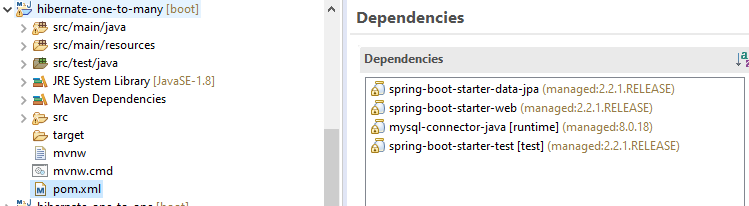 hibernate-one-to-many [boot]
src/main/java
src/main/resources
src/test/java
JRE System Library [JavaSE-1.8]
Maven Dependencies
src
target
mvnw
mvnw.cmd
pom.xml
hibernate-one-to-one [boot]
Dependencies
Dependencies
spring-boot-starter-data-jpa (managed:2.2.1.RELEASE)
spring-boot-starter-web (managed:2.2.1.RELEASE)
mysql-connector-java [runtime] (managed:8.0.18)
spring-boot-starter-test [test] (managed:2.2.1.RELEASE)